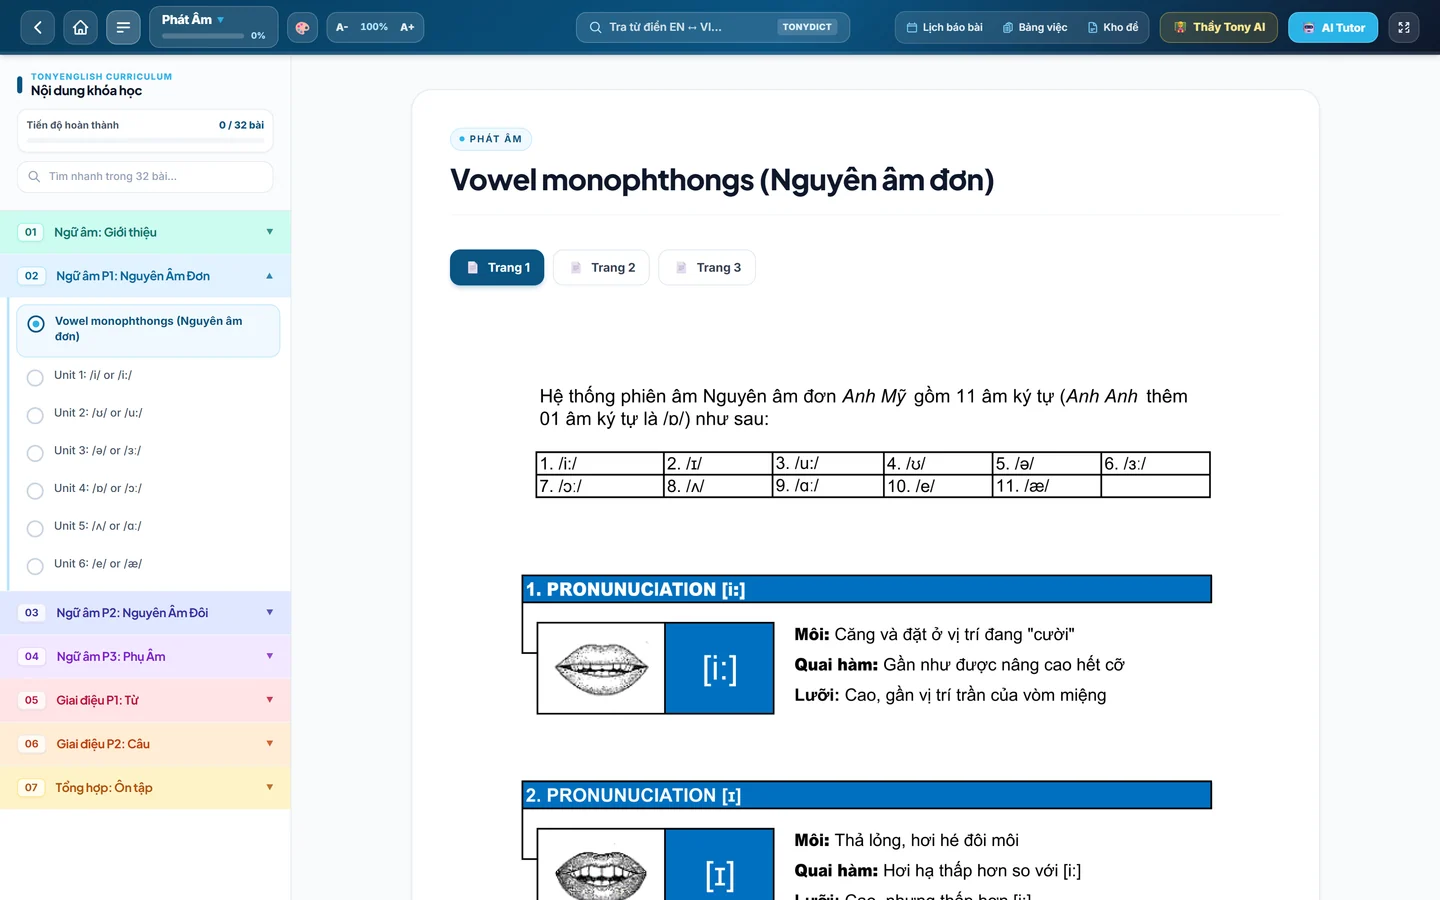 Phát Âm ▼
0%
A- 100% A+
Tra từ điển EN ↔ VI... TONYDICT
Lịch báo bài
Bảng việc
Kho đề
Thầy Tony AI
AI Tutor
TONYENGLISH CURRICULUM
Nội dung khóa học
Tiến độ hoàn thành 0 / 32 bài
Tìm nhanh trong 32 bài...
01 Ngữ âm: Giới thiệu ▼
02 Ngữ âm P1: Nguyên Âm Đơn ▲
Vowel monophthongs (Nguyên âm
đơn)
Unit 1: /i/ or /i:/
Unit 2: /ʊ/ or /u:/
Unit 3: /ə/ or /ɜ:/
Unit 4: /ɒ/ or /ɔ:/
Unit 5: /ʌ/ or /ɑ:/
Unit 6: /e/ or /æ/
03 Ngữ âm P2: Nguyên Âm Đôi ▼
04 Ngữ âm P3: Phụ Âm ▼
05 Giai điệu P1: Từ ▼
06 Giai điệu P2: Câu ▼
07 Tổng hợp: Ôn tập ▼
PHÁT ÂM
Vowel monophthongs (Nguyên âm đơn)
Trang 1
Trang 2
Trang 3
Hệ thống phiên âm Nguyên âm đơn Anh Mỹ gồm 11 âm ký tự (Anh Anh thêm
01 âm ký tự là /ɒ/) như sau:
1. /i:/ 2. /ɪ/ 3. /u:/ 4. /ʊ/ 5. /ə/ 6. /ɜ:/
7. /ɔ:/ 8. /ʌ/ 9. /ɑ:/ 10. /e/ 11. /æ/
1. PRONUNUCIATION [i:]
[i:]
Môi: Căng và đặt ở vị trí đang "cười"
Quai hàm: Gần như được nâng cao hết cỡ
Lưỡi: Cao, gần vị trí trần của vòm miệng
2. PRONUNUCIATION [ɪ]
[ɪ]
Môi: Thả lỏng, hơi hé đôi môi
Quai hàm: Hơi hạ thấp hơn so với [i:]
Lưỡi: Cao, nhưng thấp hơn [i:]